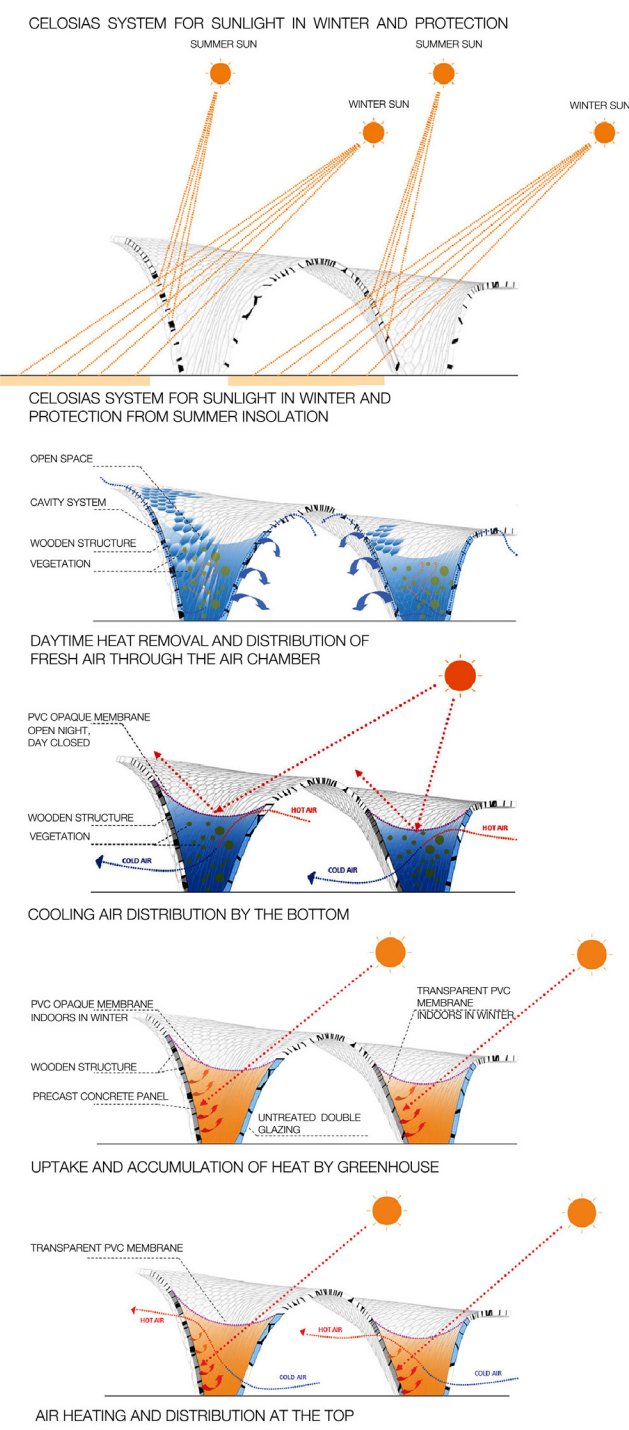 CELOSIAS SYSTEM FOR SUNLIGHT IN WINTER AND PROTECTION
SUMMER SUN
SUMMER SUN
WINTER SUN
WINTER SUN
CELOSIAS SYSTEM FOR SUNLIGHT IN WINTER AND
PROTECTION FROM SUMMER INSOLATION
OPEN SPACE
CAVITY SYSTEM
WOODEN STRUCTURE
VEGETATION
DAYTIME HEAT REMOVAL AND DISTRIBUTION OF
FRESH AIR THROUGH THE AIR CHAMBER
PVC OPAQUE MEMBRANE
OPEN NIGHT,
DAY CLOSED
HOT AIR
HOT AIR
WOODEN STRUCTURE
VEGETATION
COLD AIR
COLD AIR
COOLING AIR DISTRIBUTION BY THE BOTTOM
PVC OPAQUE MEMBRANE
INDOORS IN WINTER
TRANSPARENT PVC
MEMBRANE
INDOORS IN WINTER
WOODEN STRUCTURE
PRECAST CONCRETE PANEL
UNTREATED DOUBLE
GLAZING
UPTAKE AND ACCUMULATION OF HEAT BY GREENHOUSE
TRANSPARENT PVC MEMBRANE
HOT AIR
HOT AIR
COLD AIR
COLD AIR
AIR HEATING AND DISTRIBUTION AT THE TOP